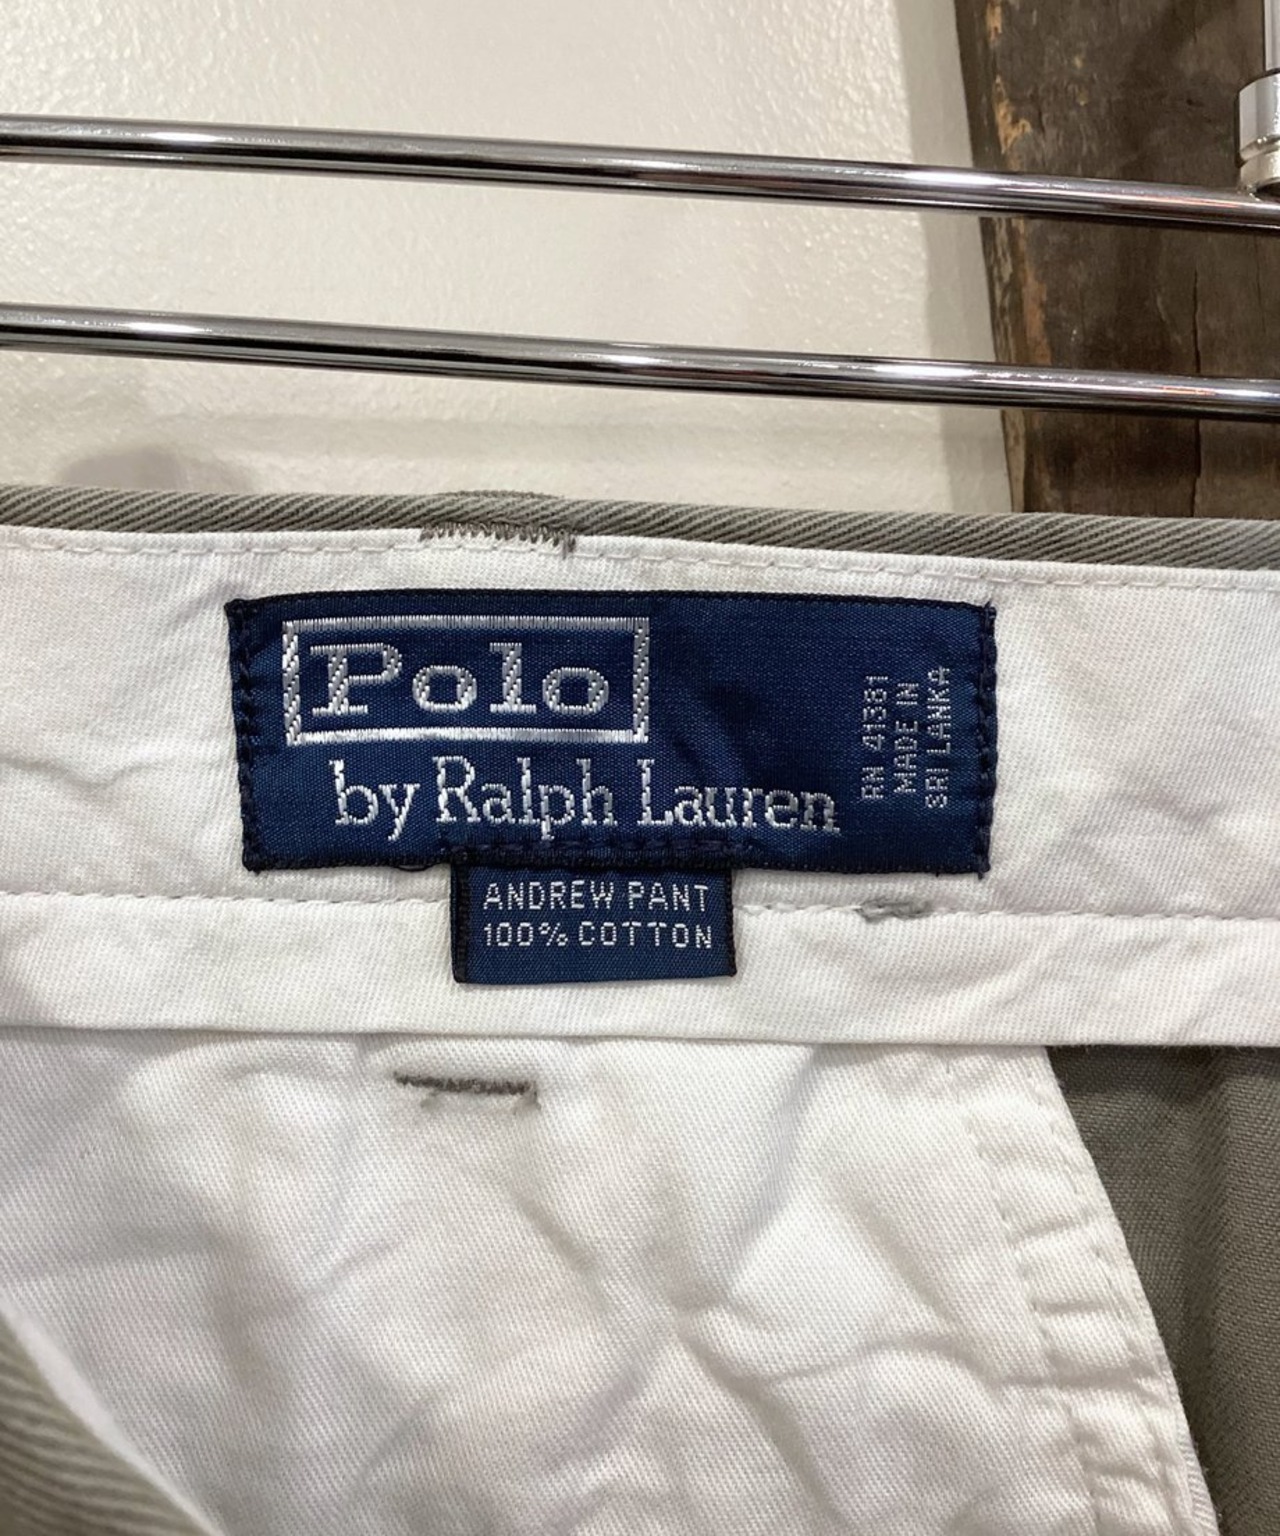 Polo
by Ralph Lauren
RN 41381
MADE IN
SRI LANKA
ANDREW PANT
100% COTTON